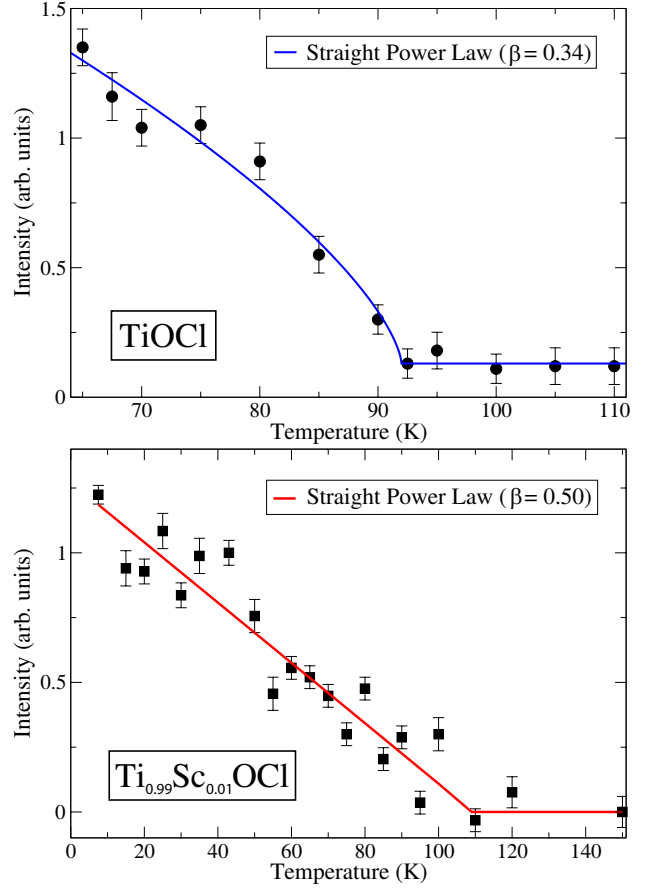 1.5
Straight Power Law (β = 0.34)
1
Intensity (arb. units)
0.5
TiOCl
0
70 80 90 100 110
Temperature (K)
Straight Power Law (β = 0.50)
1
Intensity (arb. units)
0.5
Ti0.99Sc0.01OCl
0
0 20 40 60 80 100 120 140
Temperature (K)